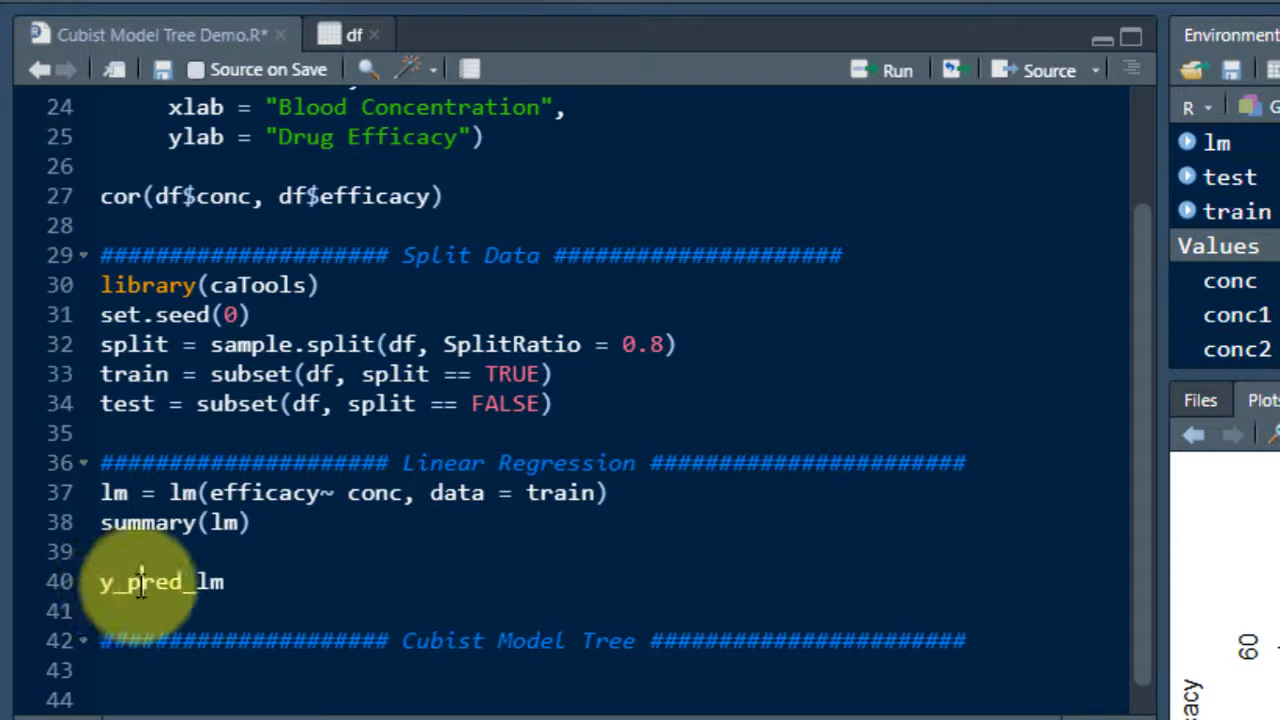 Cubist Model Tree Demo.R*
df
Source on Save
Run
Source
24 xlab = "Blood Concentration",
25 ylab = "Drug Efficacy")
26
27 cor(df$conc, df$efficacy)
28
29 ##################### Split Data #####################
30 library(caTools)
31 set.seed(0)
32 split = sample.split(df, SplitRatio = 0.8)
33 train = subset(df, split == TRUE)
34 test = subset(df, split == FALSE)
35
36 ##################### Linear Regression #######################
37 lm = lm(efficacy~ conc, data = train)
38 summary(lm)
39
40 y_pred_lm
41
42 ##################### Cubist Model Tree #######################
43
44
Environment
R
lm
test
train
Values
conc
conc1
conc2
Files
Plots
60
acy